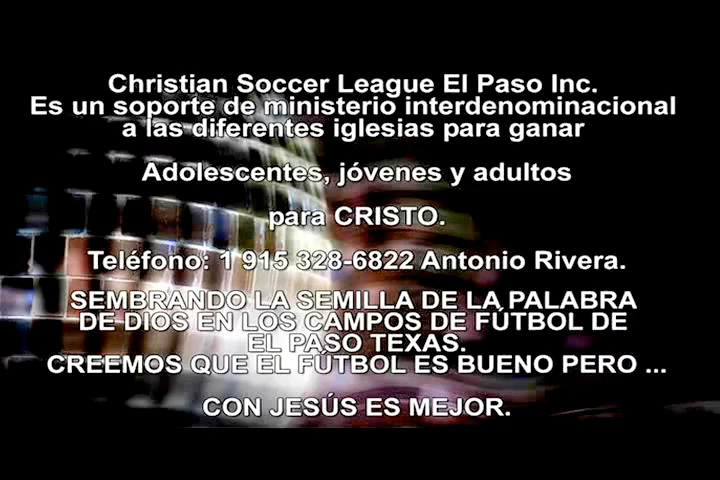 Christian Soccer League El Paso Inc.
Es un soporte de ministerio interdenominacional
a las diferentes iglesias para ganar
Adolescentes, jóvenes y adultos
para CRISTO.
Teléfono: 1 915 328-6822 Antonio Rivera.
SEMBRANDO LA SEMILLA DE LA PALABRA
DE DIOS EN LOS CAMPOS DE FÚTBOL DE
EL PASO TEXAS.
CREEMOS QUE EL FÚTBOL ES BUENO PERO ...
CON JESÚS ES MEJOR.